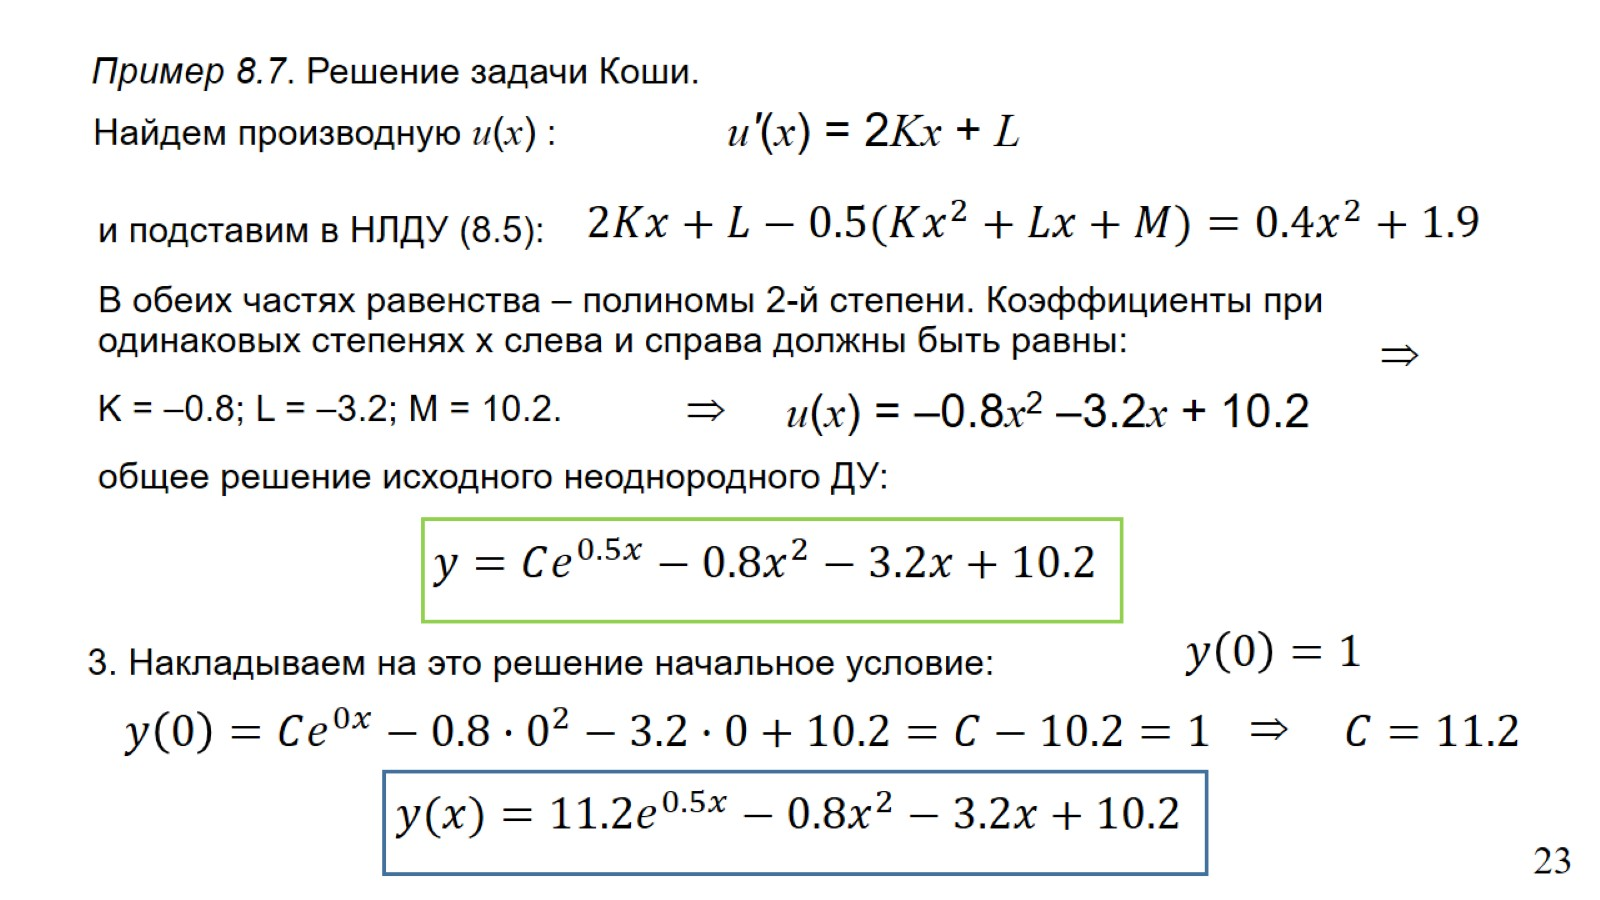 Пример 8.7. Решение задачи Коши.
Найдем производную u(x) : u'(x) = 2Kx + L
и подставим в НЛДУ (8.5): 2Kx + L − 0.5(Kx² + Lx + M) = 0.4x² + 1.9
В обеих частях равенства – полиномы 2-й степени. Коэффициенты при
одинаковых степенях x слева и справа должны быть равны: ⇒
K = –0.8; L = –3.2; M = 10.2. ⇒ u(x) = –0.8x² –3.2x + 10.2
общее решение исходного неоднородного ДУ:
y = Ce^{0.5x} − 0.8x² − 3.2x + 10.2
3. Накладываем на это решение начальное условие: y(0) = 1
y(0) = Ce^{0x} − 0.8 · 0² − 3.2 · 0 + 10.2 = C − 10.2 = 1 ⇒ C = 11.2
y(x) = 11.2e^{0.5x} − 0.8x² − 3.2x + 10.2
23